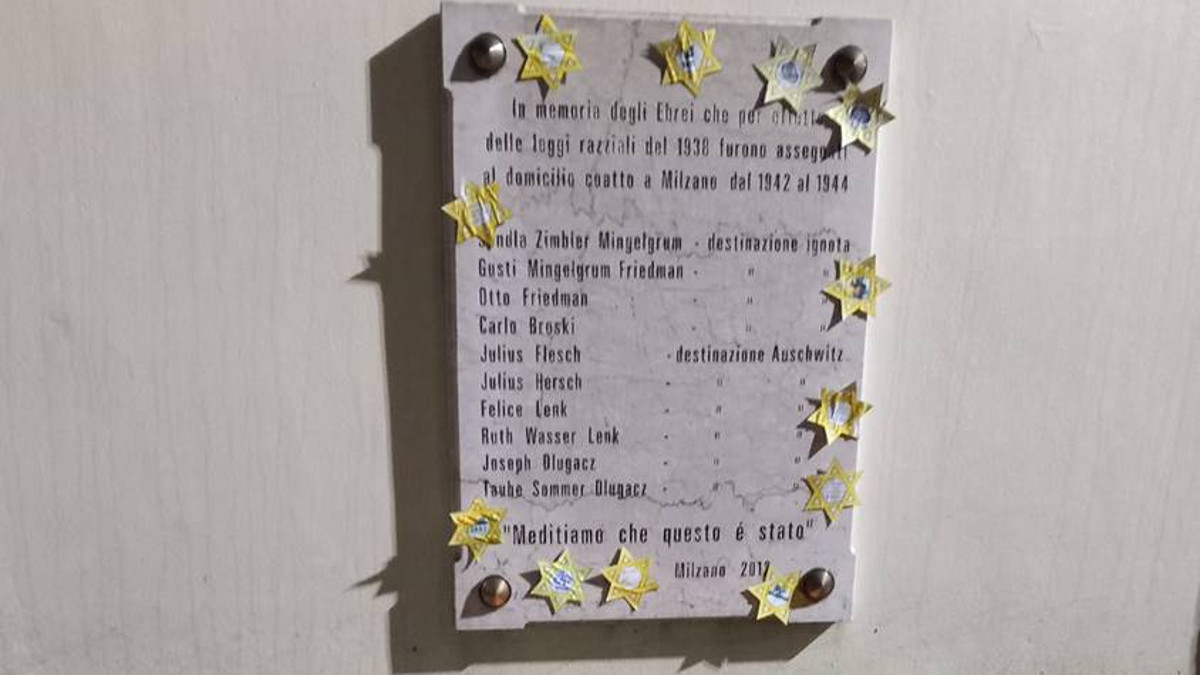 In memoria degli Ebrei che per
delle leggi razziali del 1938 furono
al domicilio coatto a Milzano dal 1942 al 1944
Zimbler Mingelgrum - destinazione ignota
Gusti Mingelgrum Friedman - " "
Otto Friedman - " "
Carlo Broski - " "
Julius Flesch - destinazione Auschwitz
Julius Hersch - " "
Felice Lenk - " "
Ruth Wasser Lenk - " "
Joseph Dlugacz - " "
Taube Sommer Dlugacz - " "
"Meditiamo che questo é stato"
Milzano